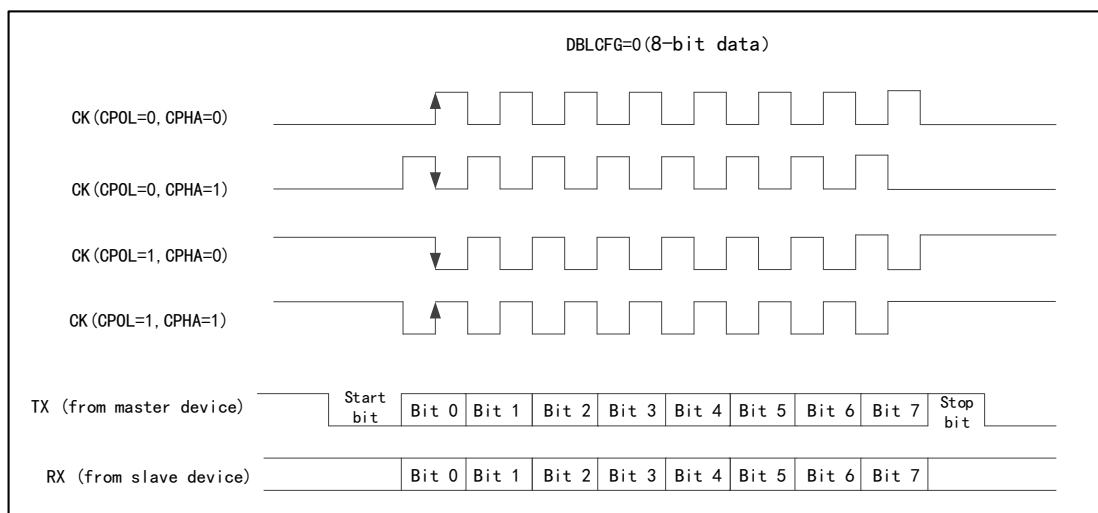 DBLCFG=0(8-bit data)
CK(CPOL=0,CPHA=0)
CK(CPOL=0,CPHA=1)
CK(CPOL=1,CPHA=0)
CK(CPOL=1,CPHA=1)
TX (from master device) Start bit Bit 0 Bit 1 Bit 2 Bit 3 Bit 4 Bit 5 Bit 6 Bit 7 Stop bit
RX (from slave device) Bit 0 Bit 1 Bit 2 Bit 3 Bit 4 Bit 5 Bit 6 Bit 7